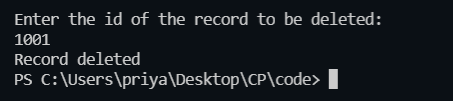 Enter the id of the record to be deleted:
1001
Record deleted
PS C:\Users\priya\Desktop\CP\code>